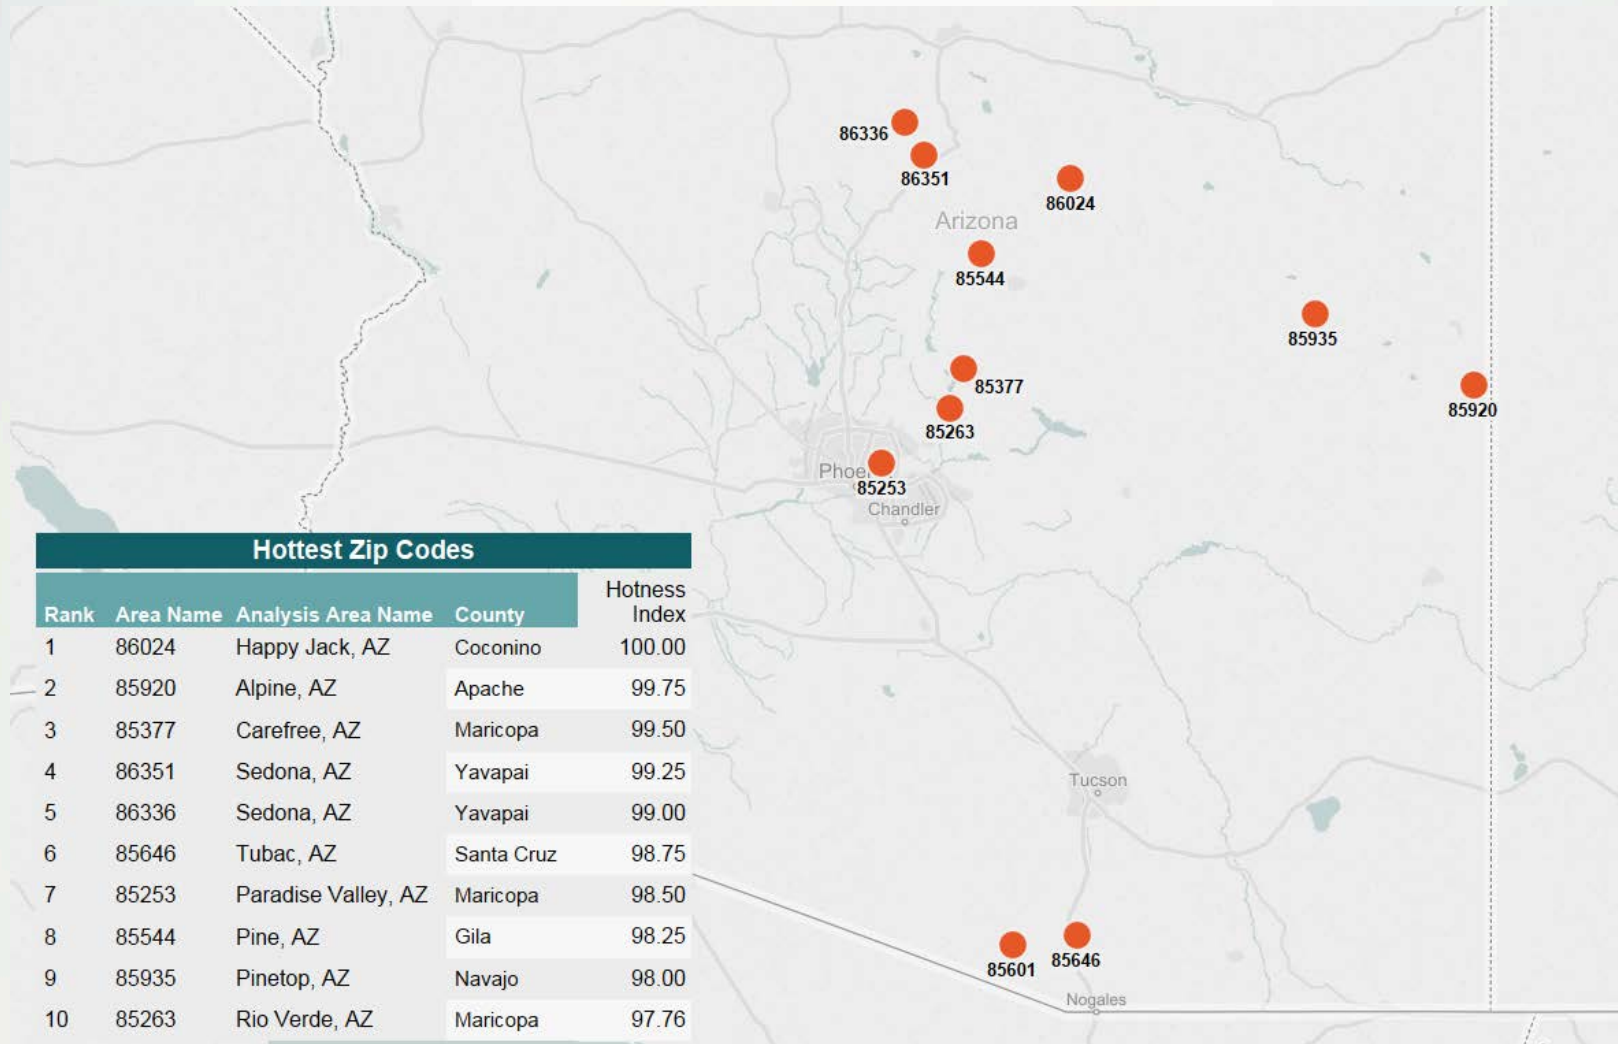 86336
86351
86024
Arizona
85544
85935
85377
85920
85263
85253
Chandler
Hottest Zip Codes
Rank Area Name Analysis Area Name County Hotness Index
1 86024 Happy Jack, AZ Coconino 100.00
2 85920 Alpine, AZ Apache 99.75
3 85377 Carefree, AZ Maricopa 99.50
4 86351 Sedona, AZ Yavapai 99.25
5 86336 Sedona, AZ Yavapai 99.00
6 85646 Tubac, AZ Santa Cruz 98.75
7 85253 Paradise Valley, AZ Maricopa 98.50
8 85544 Pine, AZ Gila 98.25
9 85935 Pinetop, AZ Navajo 98.00
10 85263 Rio Verde, AZ Maricopa 97.76
Tucson
85601
85646
Nogales